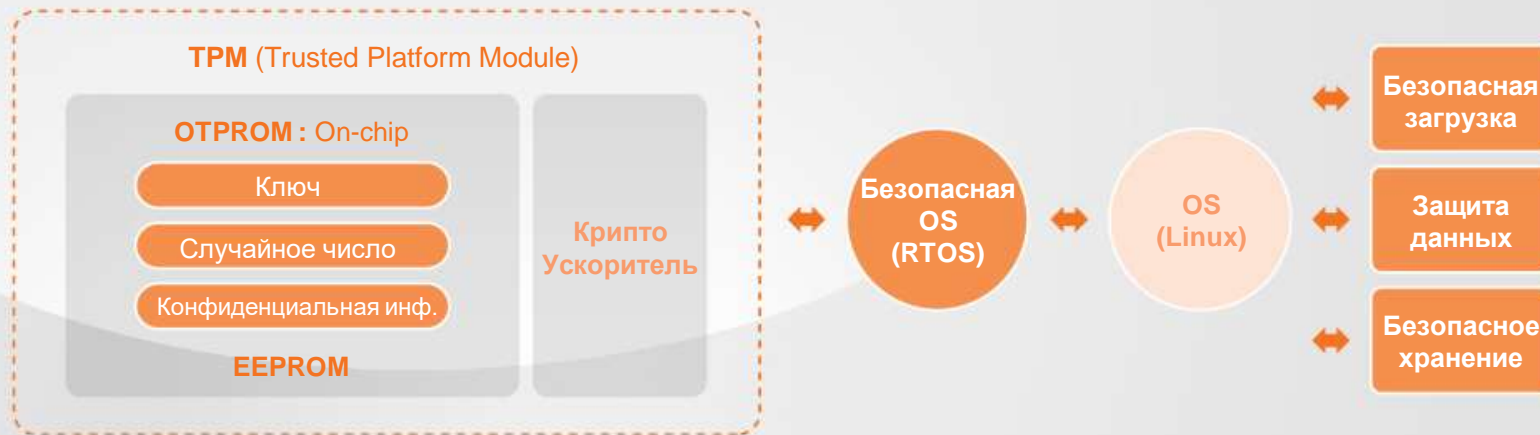 TPM (Trusted Platform Module)
OTPROM : On-chip
Ключ
Случайное число
Конфиденциальная инф.
EEPROM
Крипто
Ускоритель
Безопасная
OS
(RTOS)
OS
(Linux)
Безопасная
загрузка
Защита
данных
Безопасное
хранение